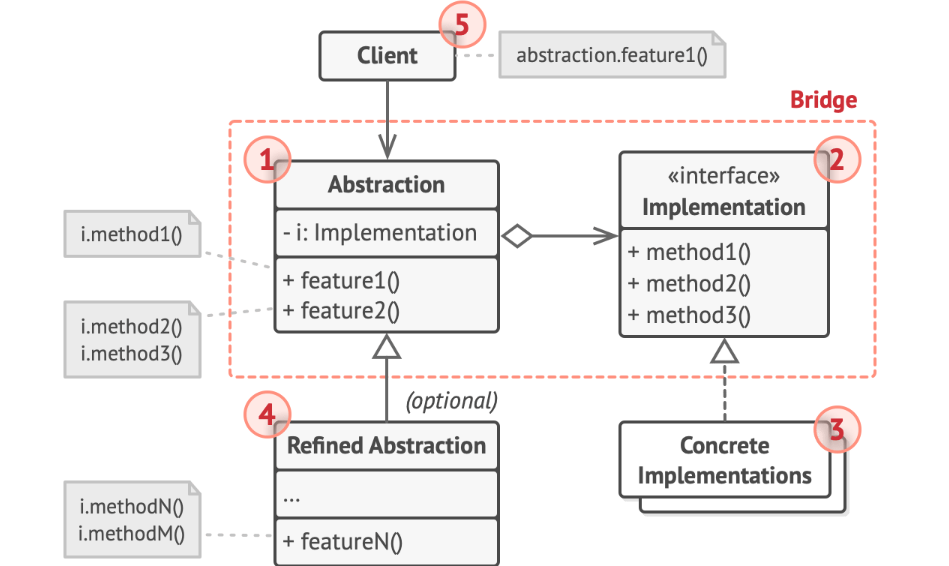 5
Client
abstraction.feature1()
Bridge
1
Abstraction
- i: Implementation
+ feature1()
+ feature2()
2
«interface»
Implementation
+ method1()
+ method2()
+ method3()
i.method1()
i.method2()
i.method3()
(optional)
4
Refined Abstraction
...
+ featureN()
i.methodN()
i.methodM()
3
Concrete
Implementations